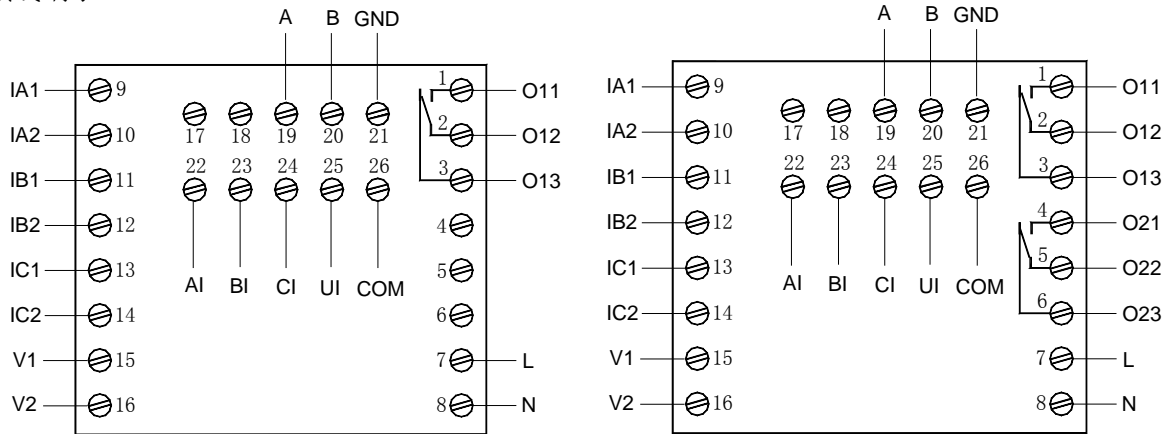 A B GND
IA1 9 1 O11
IA2 17 18 19 20 21 10 2 O12
IB1 22 23 24 25 26 11 3 O13
IB2 12 4
IC1 13 5
AI BI CI UI COM
IC2 14 6
V1 15 7 L
V2 16 8 N
A B GND
IA1 9 1 O11
IA2 17 18 19 20 21 10 2 O12
IB1 22 23 24 25 26 11 3 O13
IB2 12 4 O21
IC1 13 5 O22
AI BI CI UI COM
IC2 14 6 O23
V1 15 7 L
V2 16 8 N